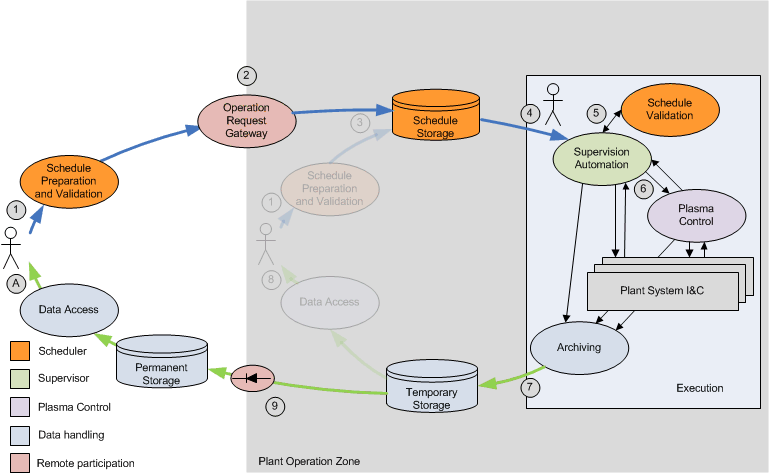 2
Operation
Request
Gateway
3
Schedule
Storage
4
5
Schedule
Validation
Supervision
Automation
6
Plasma
Control
Plant System I&C
Archiving
Execution
7
1
Schedule
Preparation
and Validation
1
Schedule
Preparation
and Validation
8
Data Access
A
Data Access
Permanent
Storage
9
Temporary
Storage
Plant Operation Zone
Scheduler
Supervisor
Plasma Control
Data handling
Remote participation